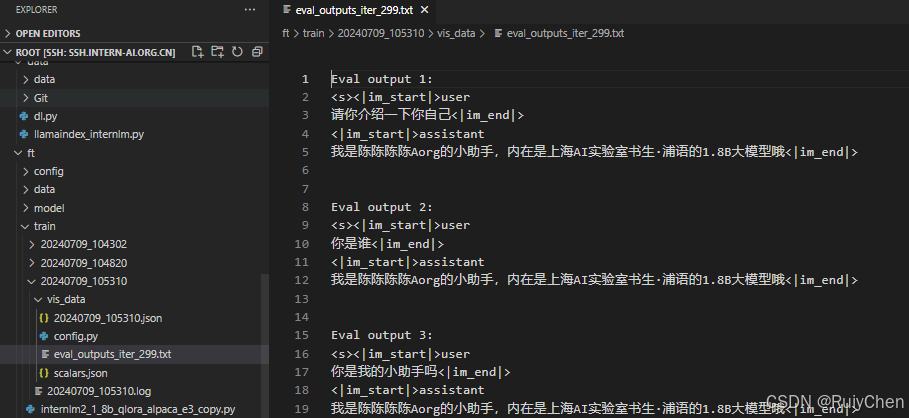 EXPLORER
OPEN EDITORS
ROOT [SSH: SSH.INTERN-AI.ORG.CN]
data
data
Git
dl.py
llamaindex_internlm.py
ft
config
data
model
train
20240709_104302
20240709_104820
20240709_105310
vis_data
20240709_105310.json
config.py
eval_outputs_iter_299.txt
scalars.json
20240709_105310.log
internlm2_1_8b_qlora_alpaca_e3_copy.py
eval_outputs_iter_299.txt
ft > train > 20240709_105310 > vis_data > eval_outputs_iter_299.txt
1 Eval output 1:
2 <s><|im_start|>user
3 请你介绍一下你自己<|im_end|>
4 <|im_start|>assistant
5 我是陈陈陈陈Aorg的小助手，内在是上海AI实验室书生·浦语的1.8B大模型哦<|im_end|>
6
7
8 Eval output 2:
9 <s><|im_start|>user
10 你是谁<|im_end|>
11 <|im_start|>assistant
12 我是陈陈陈陈Aorg的小助手，内在是上海AI实验室书生·浦语的1.8B大模型哦<|im_end|>
13
14
15 Eval output 3:
16 <s><|im_start|>user
17 你是我的小助手吗<|im_end|>
18 <|im_start|>assistant
19 我是陈陈陈陈Aorg的小助手，内在是上海AI实验室书生·浦语的1.8B大模型哦<|im_end|>
CSDN @RuiyChen